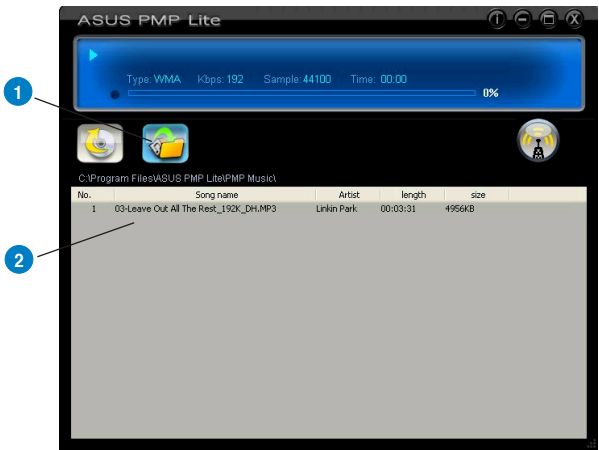 ASUS PMP Lite
Type: WMA Kbps: 192 Sample: 44100 Time: 00:00
0%
1
C:\Program Files\ASUS PMP Lite\PMP Music\
No. Song name Artist length size
1 03-Leave Out All The Rest_192K_DH.MP3 Linkin Park 00:03:31 4956KB
2